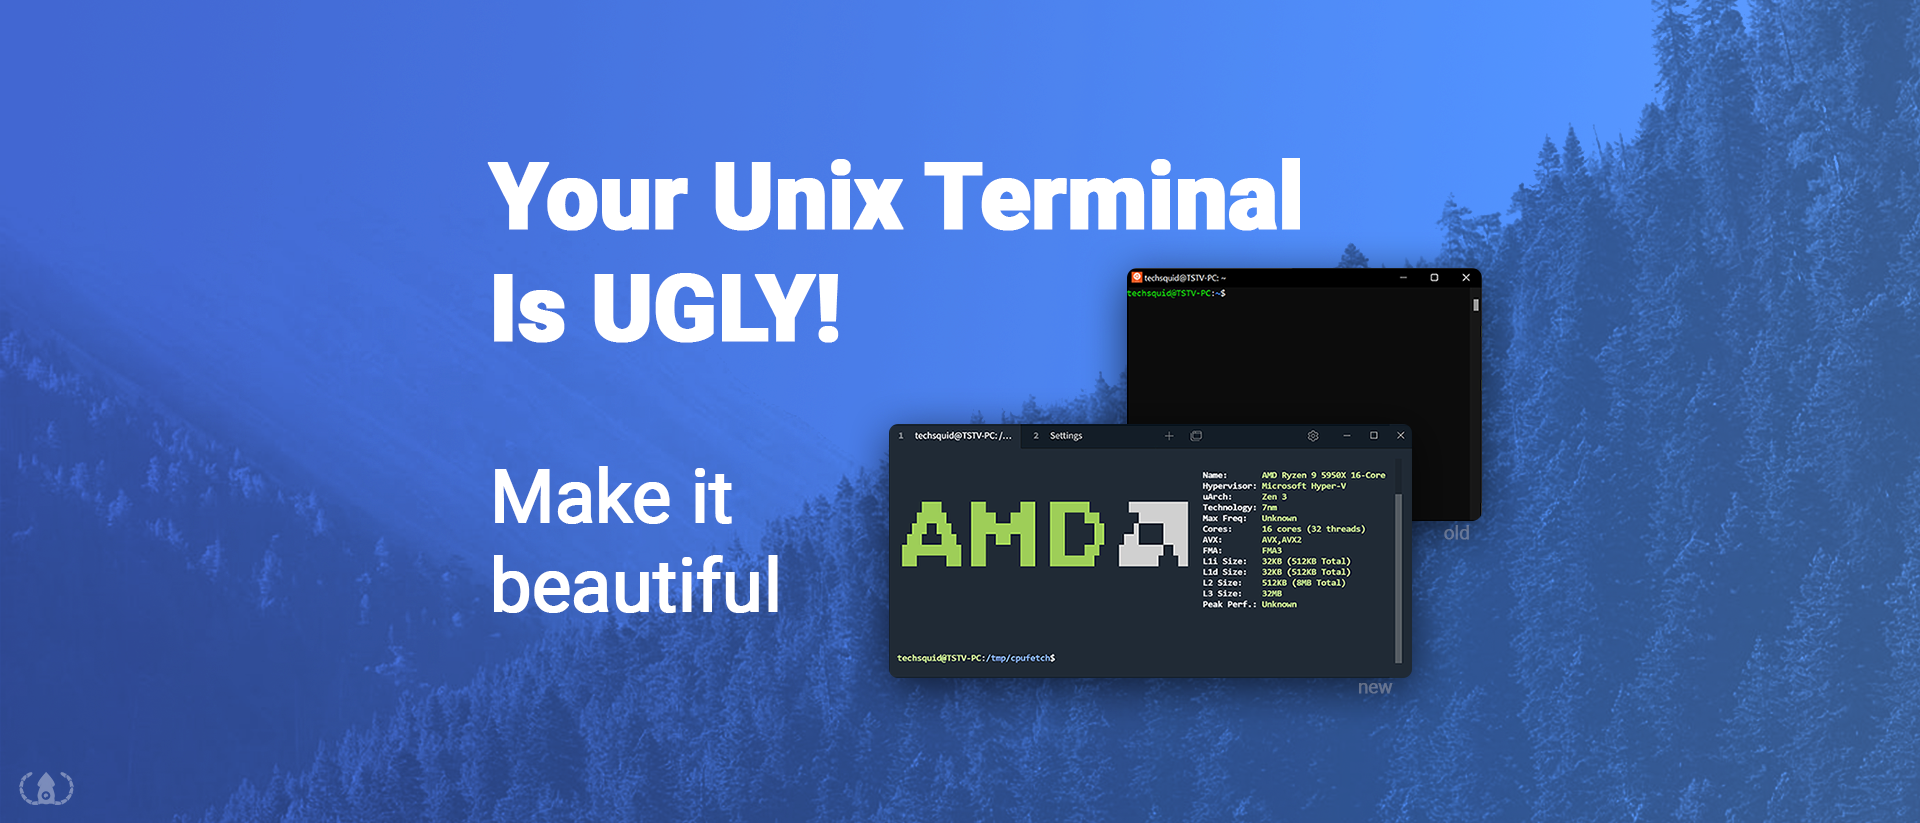 Your Unix Terminal
Is UGLY!
Make it
beautiful
techsquid@TSTV-PC: ~
techsquid@TSTV-PC:~$
old
1 techsquid@TSTV-PC: /...
2 Settings
AMD
Name: AMD Ryzen 9 5950X 16-Core
Hypervisor: Microsoft Hyper-V
uArch: Zen 3
Technology: 7nm
Max Freq: Unknown
Cores: 16 cores (32 threads)
AVX: AVX,AVX2
FMA: FMA3
L1i Size: 32KB (512KB Total)
L1d Size: 32KB (512KB Total)
L2 Size: 512KB (8MB Total)
L3 Size: 32MB
Peak Perf.: Unknown
techsquid@TSTV-PC:/tmp/cpufetch$
new